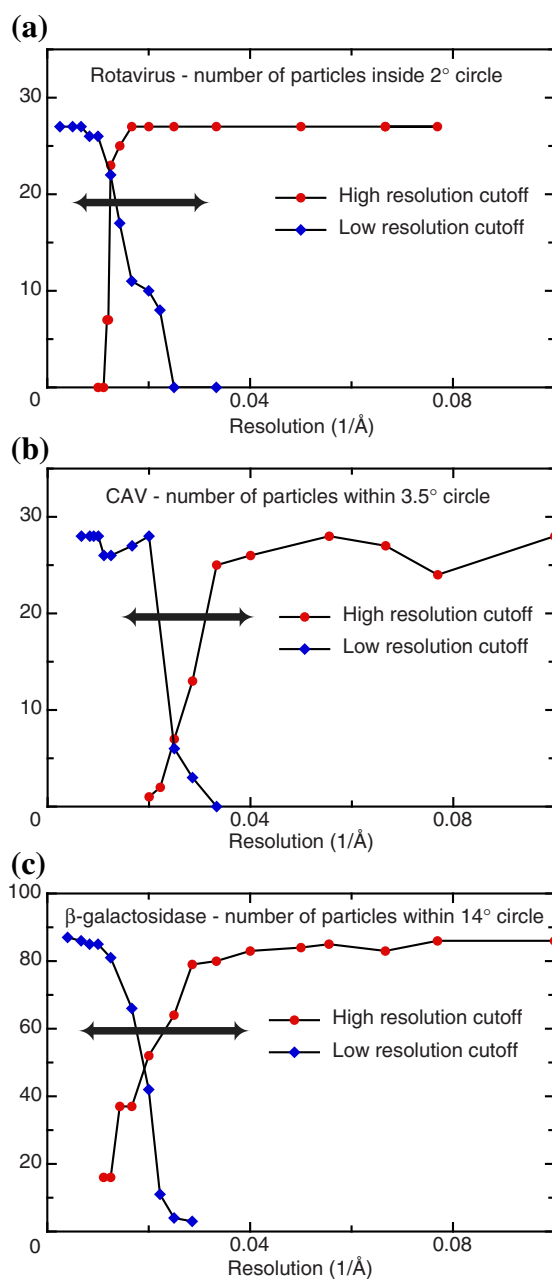 (a)
Rotavirus - number of particles inside 2° circle
30
High resolution cutoff
20
Low resolution cutoff
10
0
0.04
0.08
Resolution (1/Å)
(b)
CAV - number of particles within 3.5° circle
30
20
High resolution cutoff
Low resolution cutoff
10
0
0.04
0.08
Resolution (1/Å)
(c)
100
β-galactosidase - number of particles within 14° circle
80
High resolution cutoff
60
Low resolution cutoff
40
20
0
0.04
0.08
Resolution (1/Å)